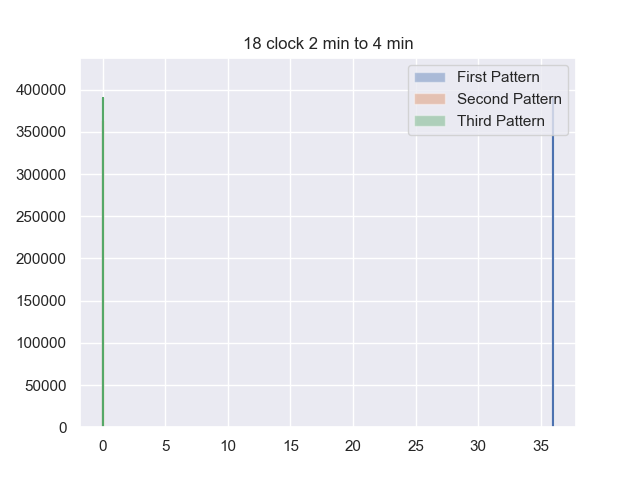 18 clock 2 min to 4 min
First Pattern
Second Pattern
Third Pattern
400000
350000
300000
250000
200000
150000
100000
50000
0
0 5 10 15 20 25 30 35